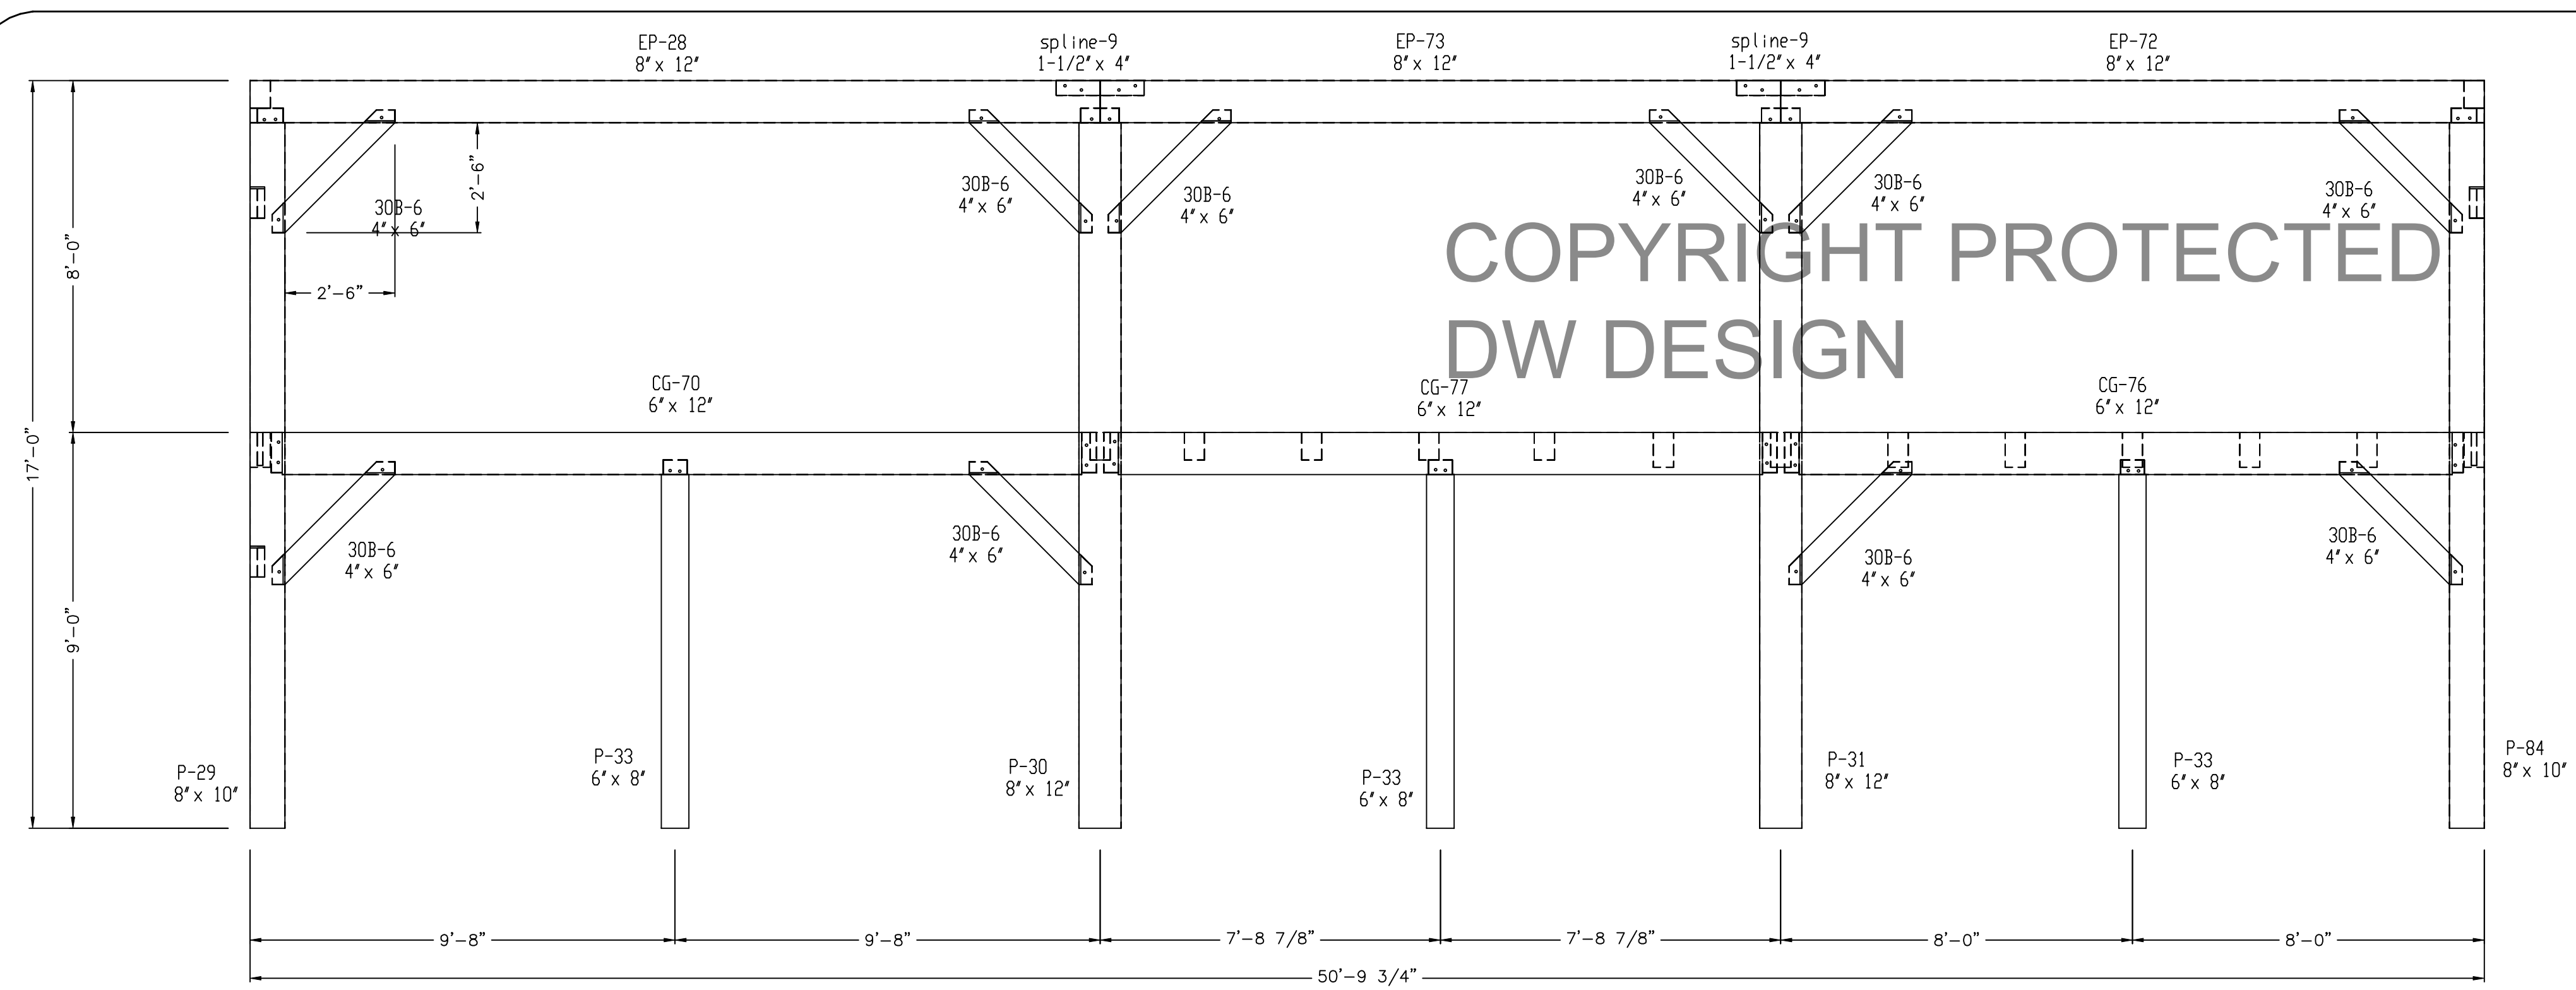 EP-28
8" x 12"
spline-9
1-1/2" x 4"
EP-73
8" x 12"
spline-9
1-1/2" x 4"
EP-72
8" x 12"
30B-6
4" x 6"
2'-6"
2'-6"
30B-6
4" x 6"
30B-6
4" x 6"
30B-6
4" x 6"
30B-6
4" x 6"
30B-6
4" x 6"
COPYRIGHT PROTECTED
DW DESIGN
8'-0"
17'-0"
9'-0"
CG-70
6" x 12"
CG-77
6" x 12"
CG-76
6" x 12"
30B-6
4" x 6"
30B-6
4" x 6"
30B-6
4" x 6"
30B-6
4" x 6"
P-29
8" x 10"
P-33
6" x 8"
P-30
8" x 12"
P-33
6" x 8"
P-31
8" x 12"
P-33
6" x 8"
P-84
8" x 10"
9'-8"
9'-8"
7'-8 7/8"
7'-8 7/8"
8'-0"
8'-0"
50'-9 3/4"